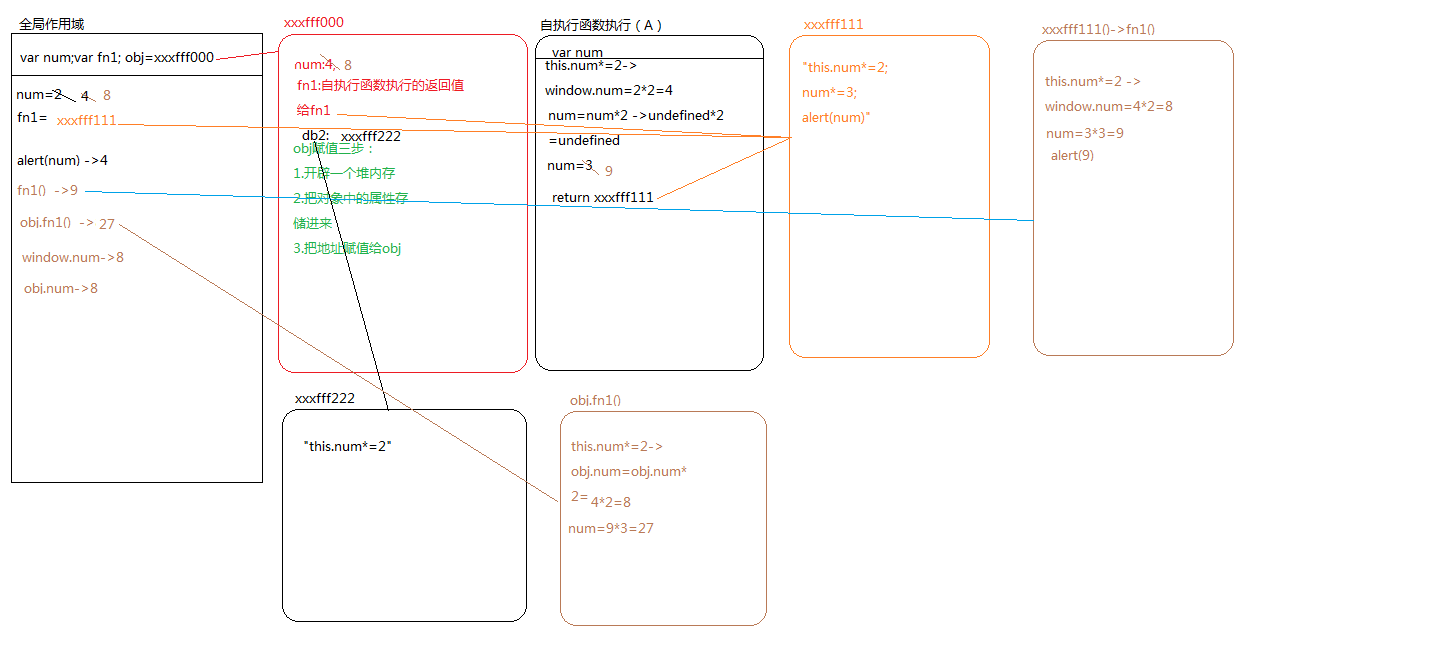 全局作用域
var num;var fn1; obj=xxxfff000
num=2 4 8
fn1= xxxfff111
alert(num) ->4
fn1() ->9
obj.fn1() -> 27
window.num->8
obj.num->8
xxxfff000
num:4, 8
fn1:自执行函数执行的返回值
给fn1
db2: xxxfff222
obj赋值三步：
1.开辟一个堆内存
2.把对象中的属性存
储进来
3.把地址赋值给obj
自执行函数执行（A）
var num
this.num*=2->
window.num=2*2=4
num=num*2 ->undefined*2
=undefined
num=3 9
return xxxfff111
xxxfff111
"this.num*=2;
num*=3;
alert(num)"
xxxfff111()->fn1()
this.num*=2 ->
window.num=4*2=8
num=3*3=9
alert(9)
xxxfff222
"this.num*=2"
obj.fn1()
this.num*=2->
obj.num=obj.num*
2= 4*2=8
num=9*3=27